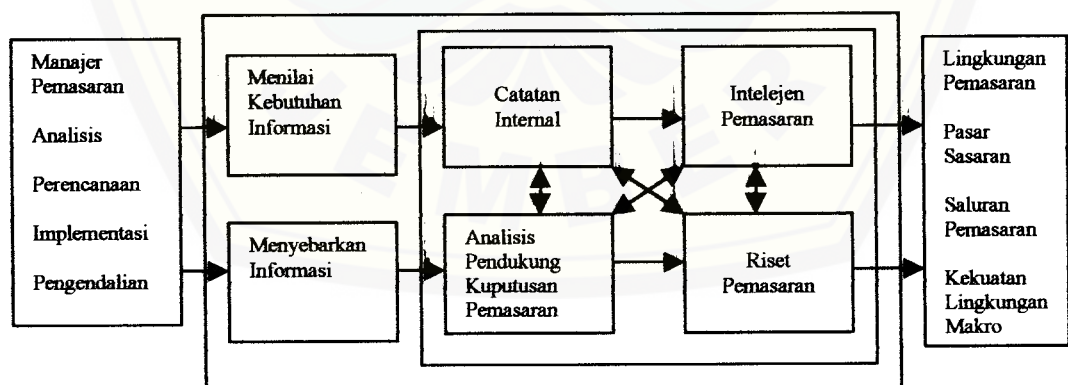 Manajer
Pemasaran
Analisis
Perencanaan
Implementasi
Pengendalian
Menilai
Kebutuhan
Informasi
Menyebarkan
Informasi
Catatan
Internal
Intelejen
Pemasaran
Analisis
Pendukung
Kuputusan
Pemasaran
Riset
Pemasaran
Lingkungan
Pemasaran
Pasar
Sasaran
Saluran
Pemasaran
Kekuatan
Lingkungan
Makro